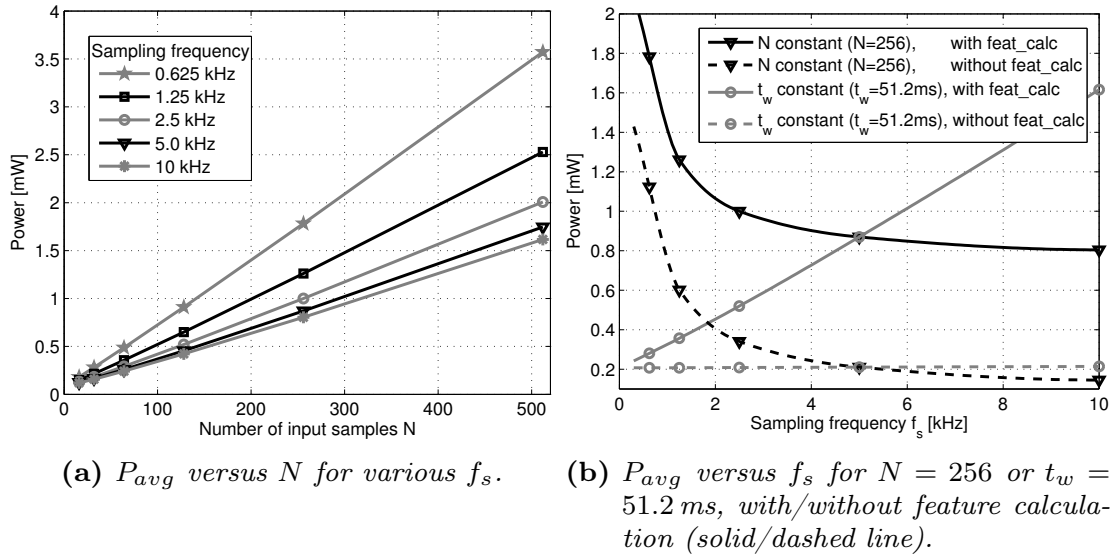 4
3.5
3
2.5
2
1.5
1
0.5
0
Power [mW]
Sampling frequency
0.625 kHz
1.25 kHz
2.5 kHz
5.0 kHz
10 kHz
0 100 200 300 400 500
Number of input samples N
(a) P_avg versus N for various f_s.
2
1.8
1.6
1.4
1.2
1
0.8
0.6
0.4
0.2
Power [mW]
N constant (N=256), with feat_calc
N constant (N=256), without feat_calc
t_w constant (t_w=51.2ms), with feat_calc
t_w constant (t_w=51.2ms), without feat_calc
0 2 4 6 8 10
Sampling frequency f_s [kHz]
(b) P_avg versus f_s for N = 256 or t_w =
51.2 ms, with/without feature calcula-
tion (solid/dashed line).